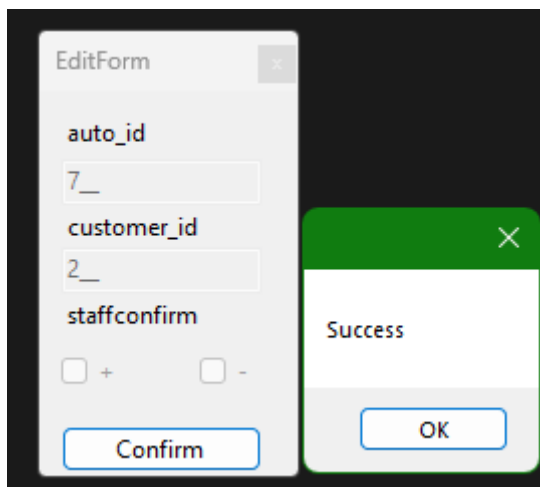 EditForm
x
auto_id
7__
customer_id
2__
staffconfirm
+ -
Confirm
Success
OK